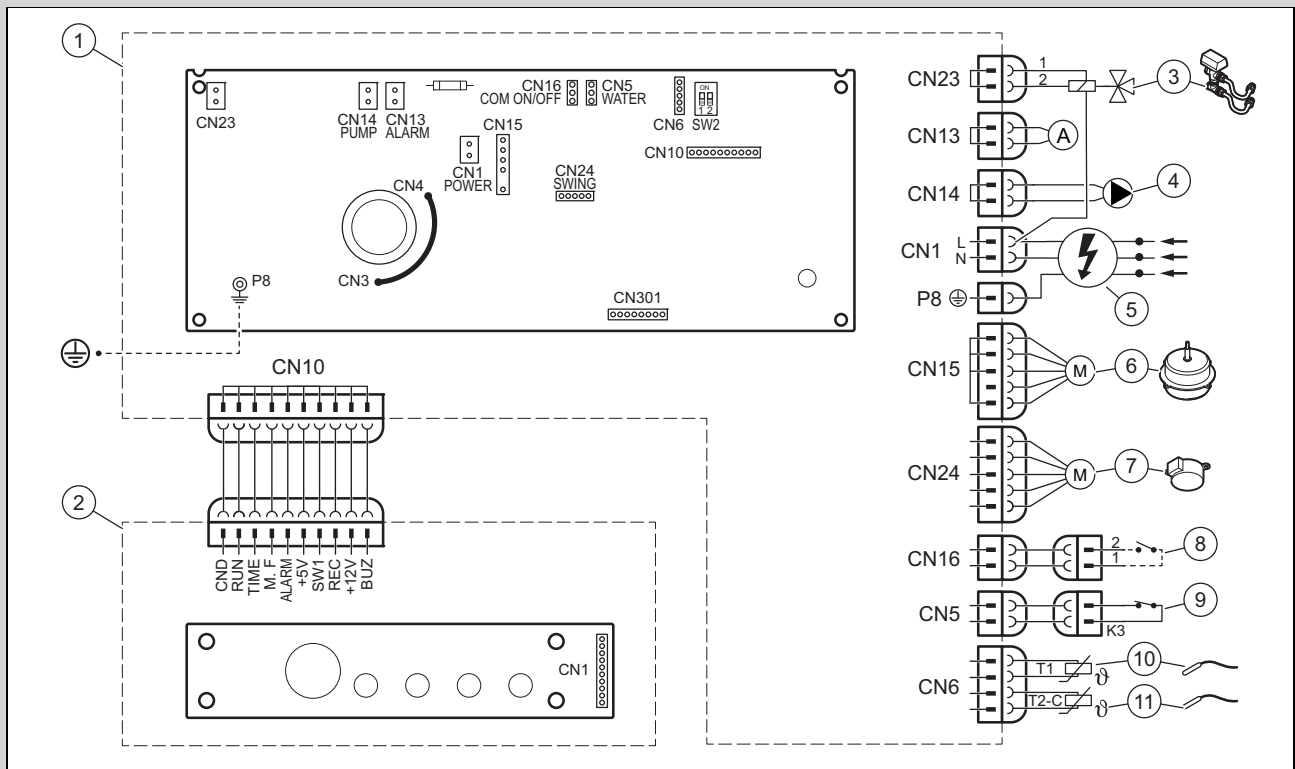 1
CN23
CN14
PUMP
CN13
ALARM
CN16
COM ON/OFF
CN5
WATER
CN15
CN1
POWER
CN6
ON
1 2
SW2
CN10
CN24
SWING
CN4
CN3
P8
CN301
CN10
2
CND
RUN
TIME
M. F
ALARM
+5V
SW1
REC
+12V
BUZ
CN1
CN23
1
2
3
CN13
A
CN14
4
CN1
L
N
5
P8
CN15
M
6
CN24
M
7
CN16
2
1
8
CN5
K3
9
CN6
T1
ϑ
10
T2-C
ϑ
11